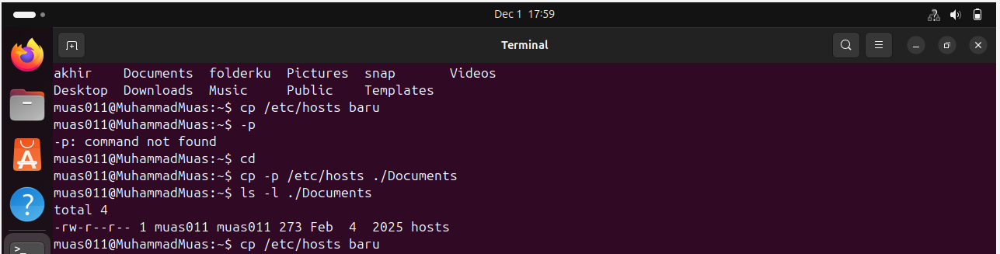 Dec 1 17:59
Terminal
akhir    Documents  folderku  Pictures  snap       Videos
Desktop  Downloads  Music     Public    Templates
muas011@MuhammadMuas:~$ cp /etc/hosts baru
muas011@MuhammadMuas:~$ -p
-p: command not found
muas011@MuhammadMuas:~$ cd
muas011@MuhammadMuas:~$ cp -p /etc/hosts ./Documents
muas011@MuhammadMuas:~$ ls -l ./Documents
total 4
-rw-r--r-- 1 muas011 muas011 273 Feb  4  2025 hosts
muas011@MuhammadMuas:~$ cp /etc/hosts baru